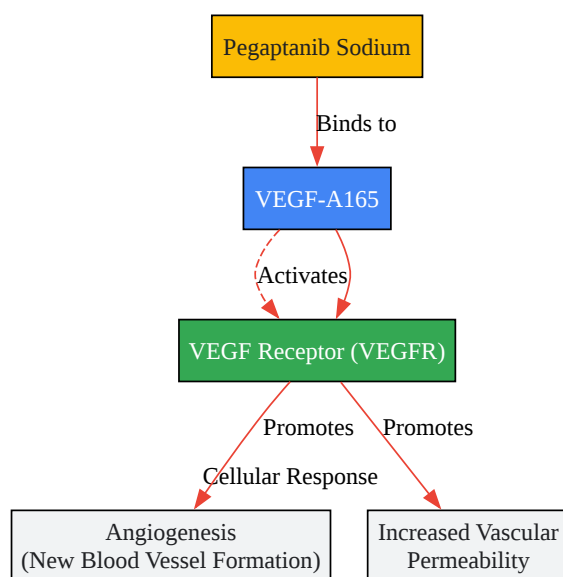 Pegaptanib Sodium
Binds to
VEGF-A165
Activates
VEGF Receptor (VEGFR)
Promotes
Promotes
Cellular Response
Angiogenesis
(New Blood Vessel Formation)
Increased Vascular
Permeability